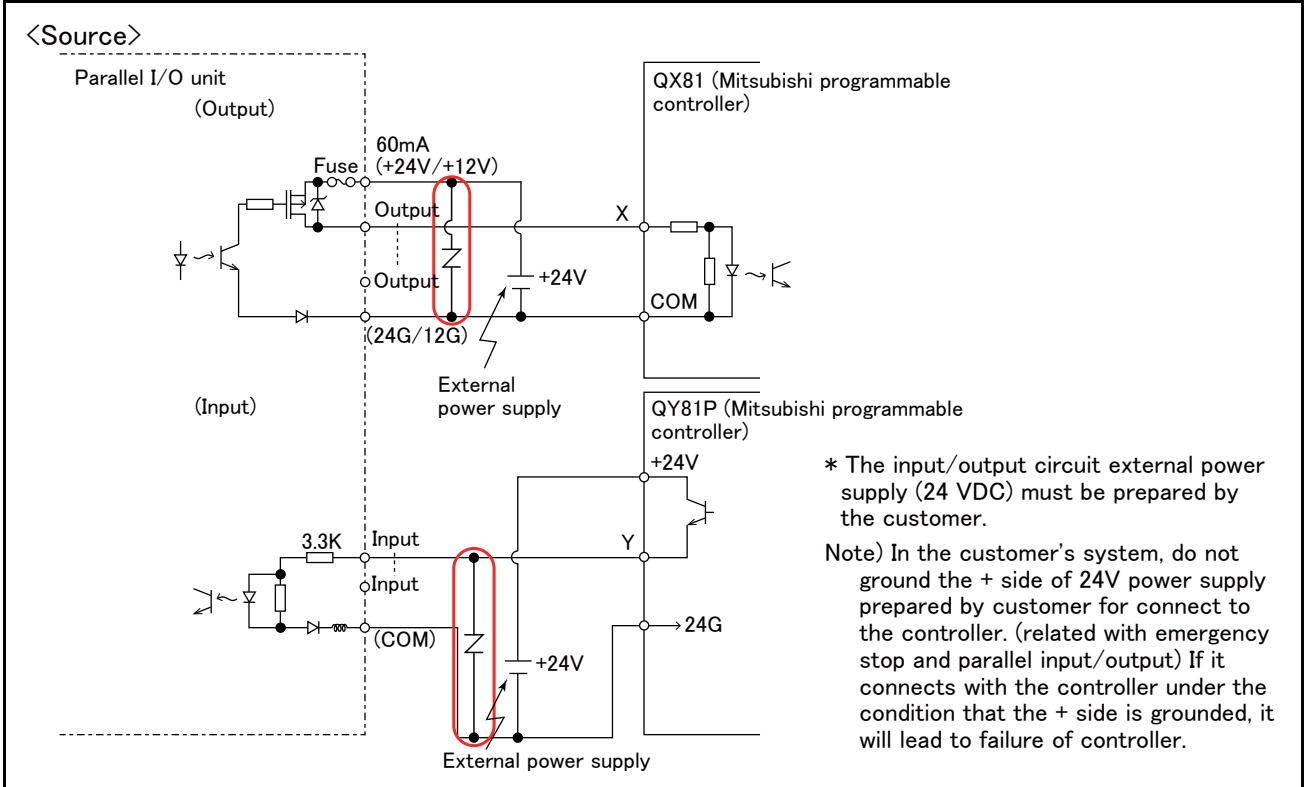 <Source>
Parallel I/O unit
(Output)
QX81 (Mitsubishi programmable
controller)
60mA
(+24V/+12V)
Fuse
Output
X
Output
+24V
COM
(24G/12G)
External
power supply
(Input)
QY81P (Mitsubishi programmable
controller)
+24V
3.3K
Input
Y
Input
(COM)
24G
+24V
External power supply
* The input/output circuit external power
supply (24 VDC) must be prepared by
the customer.
Note) In the customer's system, do not
ground the + side of 24V power supply
prepared by customer for connect to
the controller. (related with emergency
stop and parallel input/output) If it
connects with the controller under the
condition that the + side is grounded, it
will lead to failure of controller.